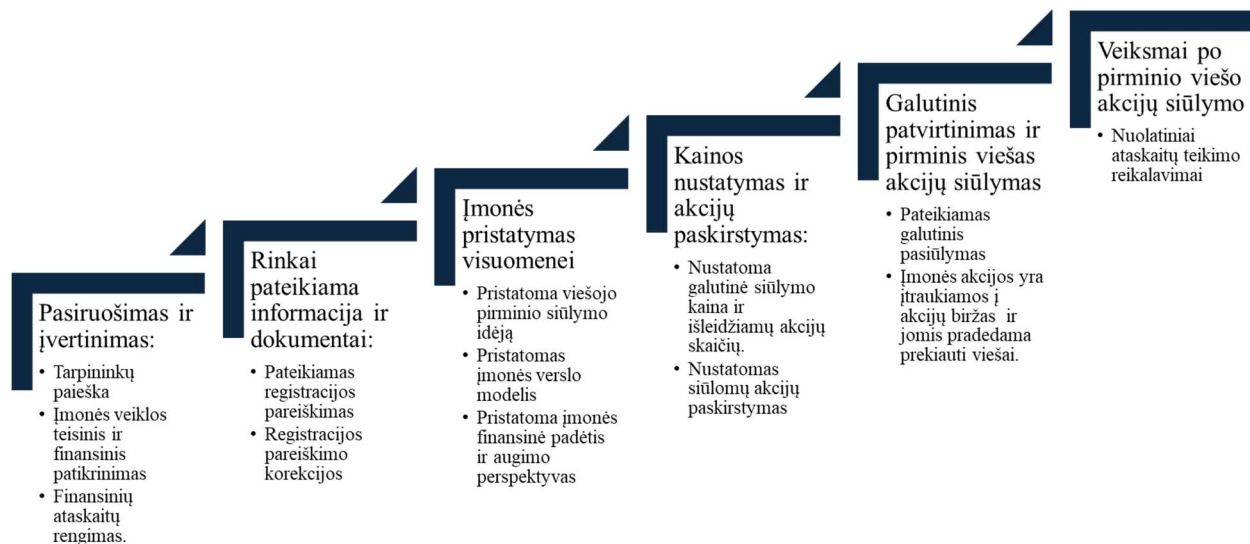 Pasiruošimas ir
įvertinimas:
• Tarpininkų
paieška
• Įmonės veiklos
teisinis ir
finansinis
patikrinimas
• Finansinių
ataskaitų
rengimas.
Rinkai
pateikiama
informacija ir
dokumentai:
• Pateikiamas
registracijos
pareiškimas
• Registracijos
pareiškimo
korekcijos
Įmonės
pristatymas
visuomenei
• Pristatoma viešojo
pirminio siūlymo
idėją
• Pristatomas
įmonės verslo
modelis
• Pristatoma įmonės
finansinė padėtis
ir augimo
perspektyvas
Kainos
nustatymas ir
akcijų
paskirstymas:
• Nustatoma
galutinė siūlymo
kaina ir
išleidžiamų akcijų
skaičių.
• Nustatomas
siūlomų akcijų
paskirstymas
Galutinis
patvirtinimas ir
pirminis viešas
akcijų siūlymas
• Pateikiamas
galutinis
pasiūlymas
• Įmonės akcijos yra
įtraukiamos į
akcijų biržas ir
jomis pradedama
prekiauti viešai.
Veiksmai po
pirminio viešo
akcijų siūlymo
• Nuolatiniai
ataskaitų teikimo
reikalavimai